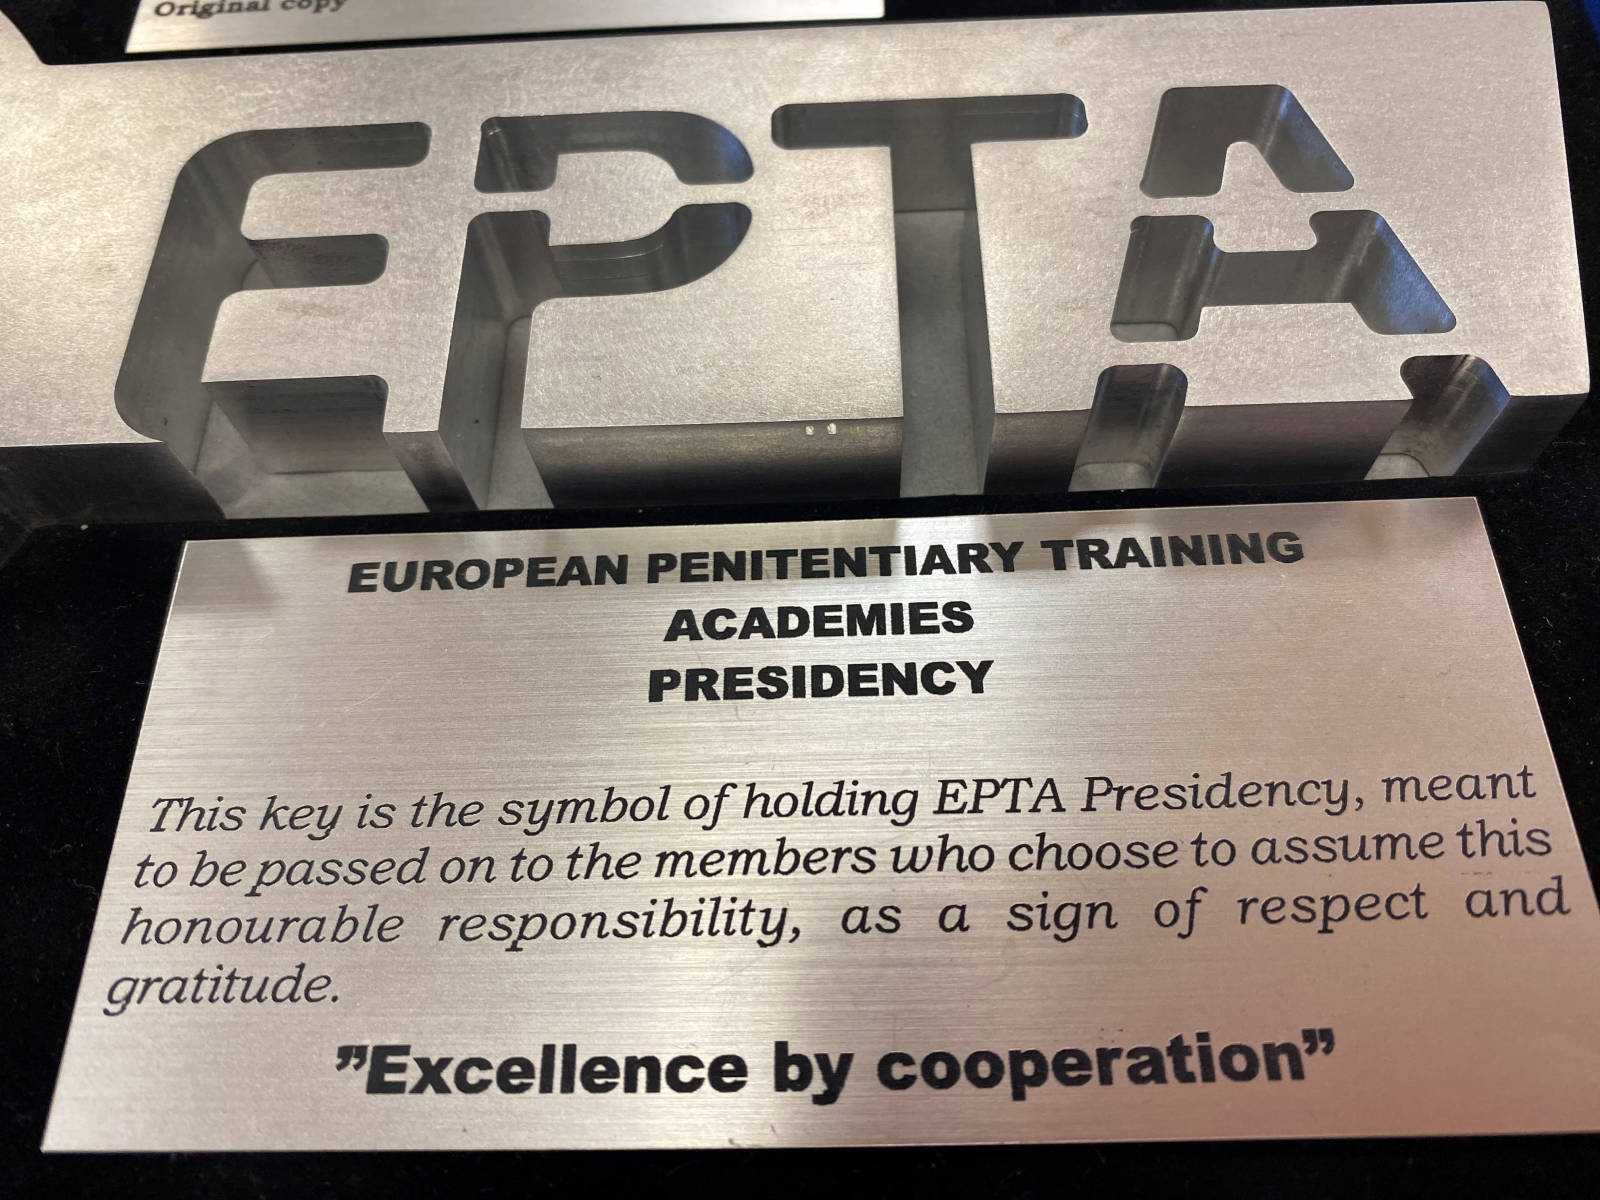 Original copy
EPTA
EUROPEAN PENITENTIARY TRAINING
ACADEMIES
PRESIDENCY
This key is the symbol of holding EPTA Presidency, meant
to be passed on to the members who choose to assume this
honourable responsibility, as a sign of respect and
gratitude.
”Excellence by cooperation”